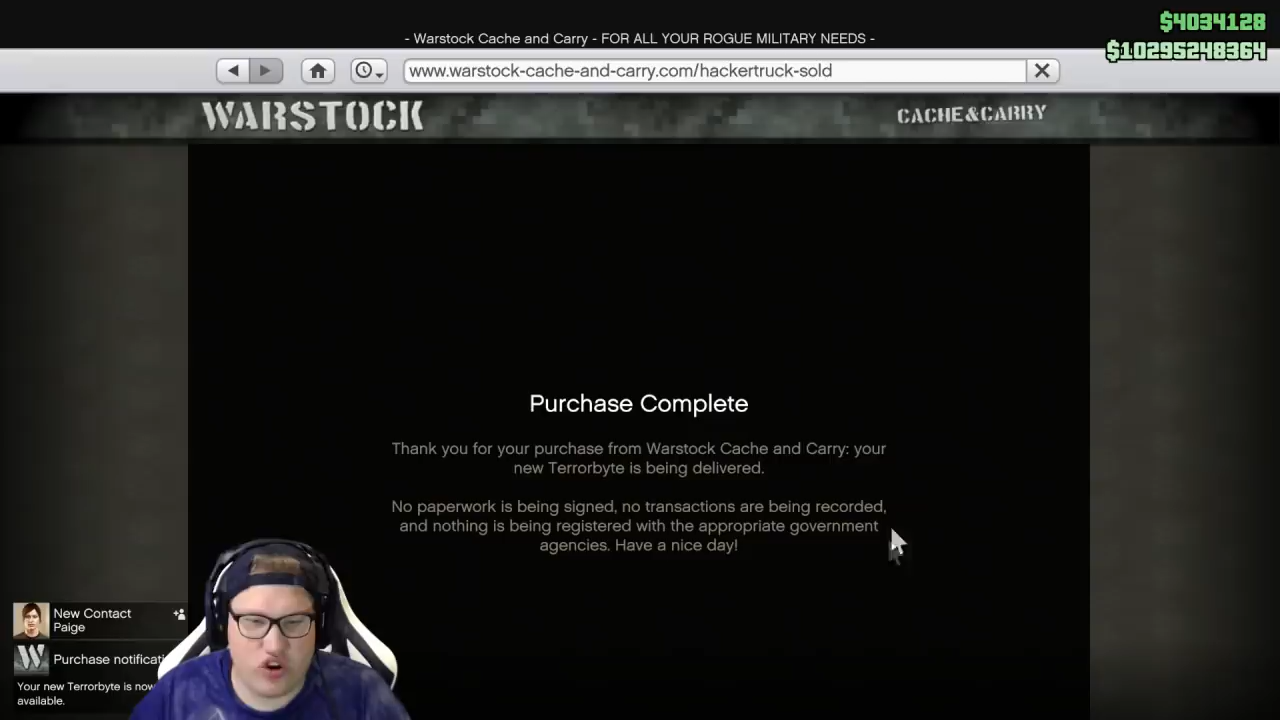 $4034128
- Warstock Cache and Carry - FOR ALL YOUR ROGUE MILITARY NEEDS -
$10295248364
www.warstock-cache-and-carry.com/hackertruck-sold
WARSTOCK
CACHE&CARRY
Purchase Complete
Thank you for your purchase from Warstock Cache and Carry: your
new Terrorbyte is being delivered.
No paperwork is being signed, no transactions are being recorded,
and nothing is being registered with the appropriate government
agencies. Have a nice day!
New Contact
Paige
W
Purchase notificati
Your new Terrorbyte is now
available.